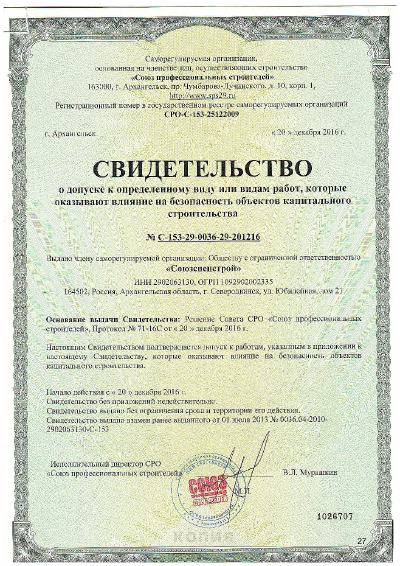 Саморегулируемая организация,
основанная на членстве лиц, осуществляющих строительство
«Союз профессиональных строителей»
163000, г. Архангельск, пр. Чумбарова-Лучинского, д. 10, корп. 1,
http://www.sps29.ru
Регистрационный номер в государственном реестре саморегулируемых организаций
СРО-С-153-25122009
г. Архангельск « 20 » декабря 2016 г.
СВИДЕТЕЛЬСТВО
о допуске к определенному виду или видам работ, которые
оказывают влияние на безопасность объектов капитального
строительства
№ С-153-29-0036-29-201216
Выдано члену саморегулируемой организации: Обществу с ограниченной ответственностью
«Союзспецстрой»
ИНН 2902063130, ОГРН 1092902002335
164502, Россия, Архангельская область, г. Северодвинск, ул. Юбилейная, дом 21
Основание выдачи Свидетельства: Решение Совета СРО «Союз профессиональных
строителей», Протокол № 71-16С от « 20 » декабря 2016 г.
Настоящим Свидетельством подтверждается допуск к работам, указанным в приложении к
настоящему Свидетельству, которые оказывают влияние на безопасность объектов
капитального строительства.
Начало действия с « 20 » декабря 2016 г.
Свидетельство без приложений недействительно.
Свидетельство выдано без ограничения срока и территории его действия.
Свидетельство выдано взамен ранее выданного от 01 июля 2013 № 0036.04-2010-
2902063130-С-153
Исполнительный директор СРО
«Союз профессиональных строителей» В.Л. Мурашкин
СОЮЗ
М.П.
1026707
КОПИЯ
27